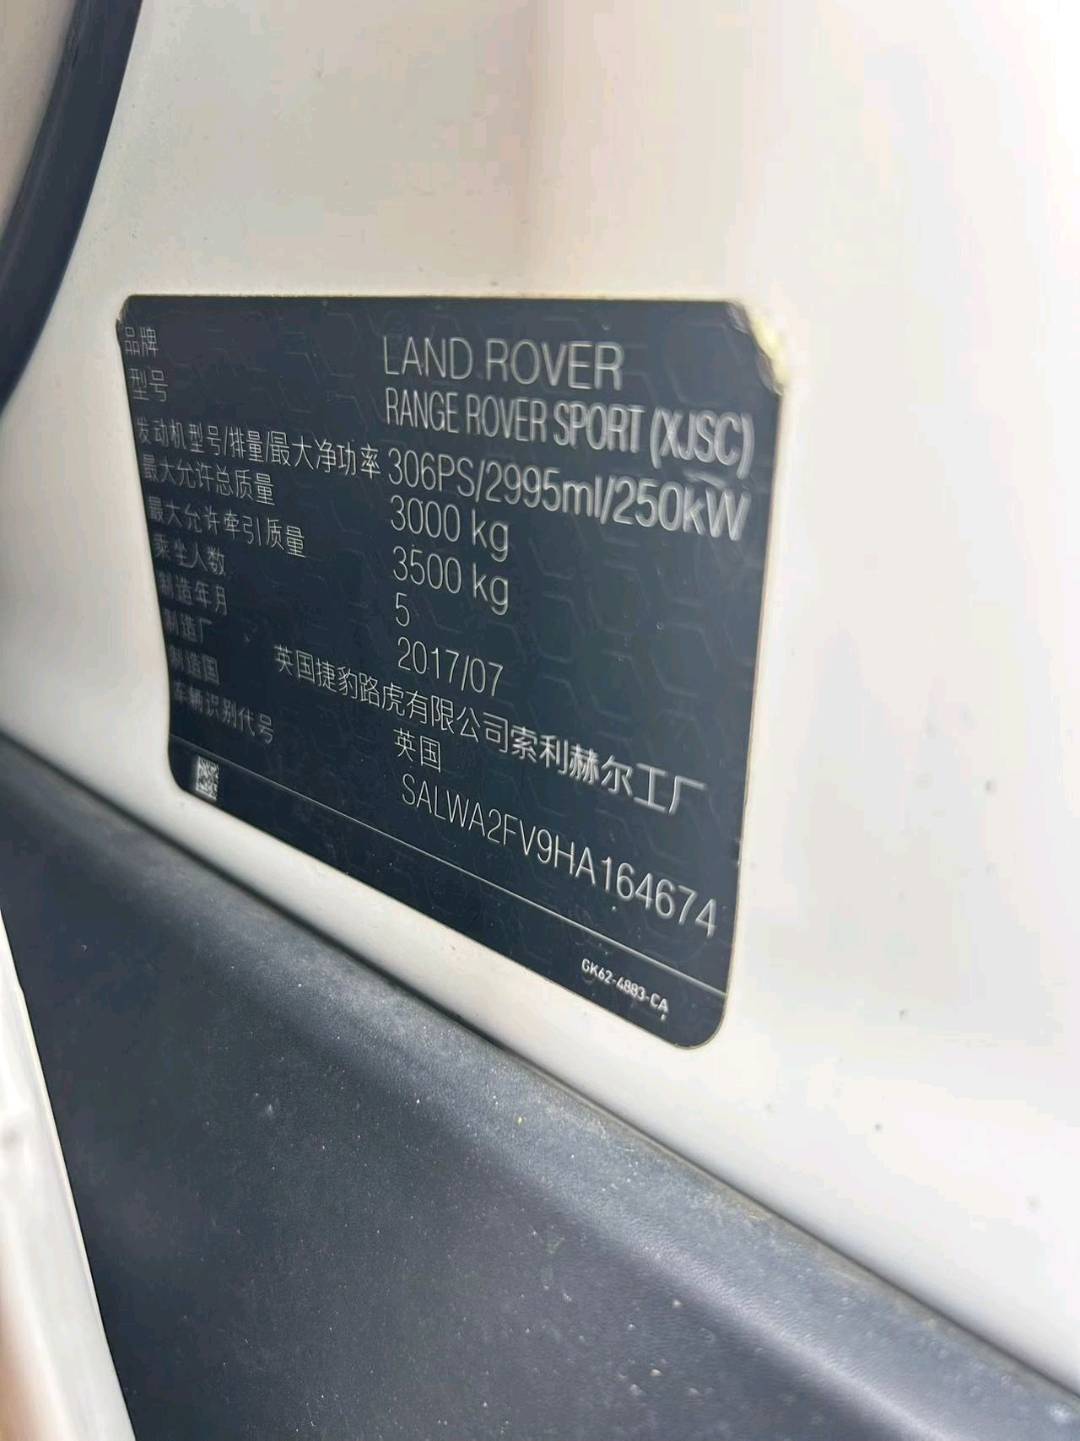 品牌 LAND ROVER
型号 RANGE ROVER SPORT (XJSC)
发动机型号/排量/最大净功率 306PS/2995ml/250kW
最大允许总质量 3000 kg
最大允许牵引质量 3500 kg
乘坐人数 5
制造年月 2017/07
制造厂 英国捷豹路虎有限公司索利赫尔工厂
制造国 英国
车辆识别代号 SALWA2FV9HA164674
GK62-4883-CA